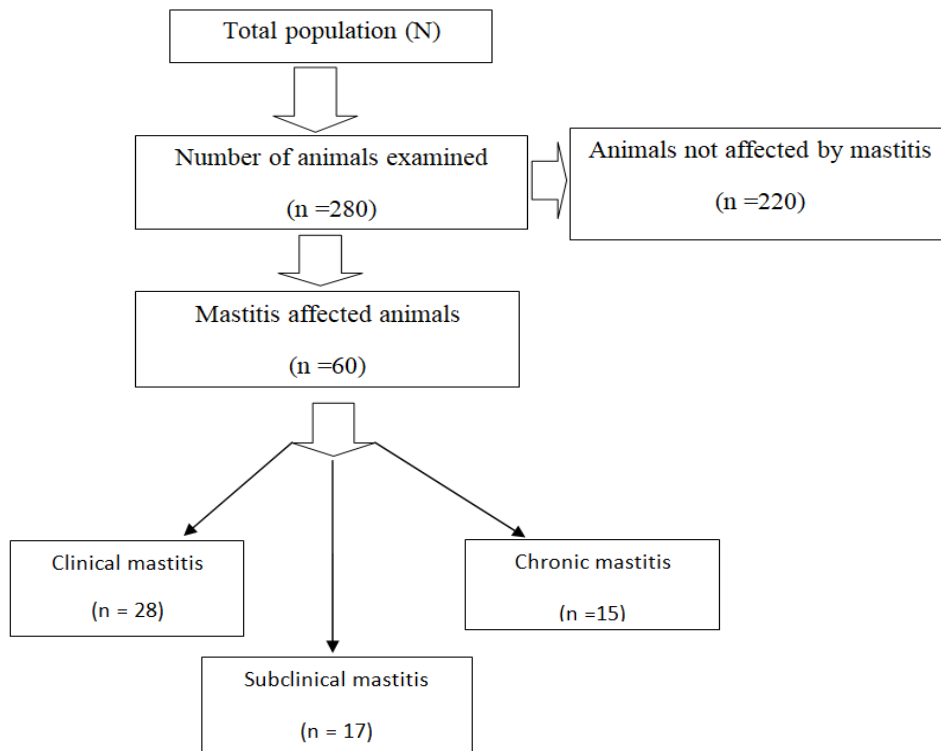 Total population (N)
Number of animals examined
(n =280)
Animals not affected by mastitis
(n =220)
Mastitis affected animals
(n =60)
Clinical mastitis
(n = 28)
Chronic mastitis
(n =15)
Subclinical mastitis
(n = 17)